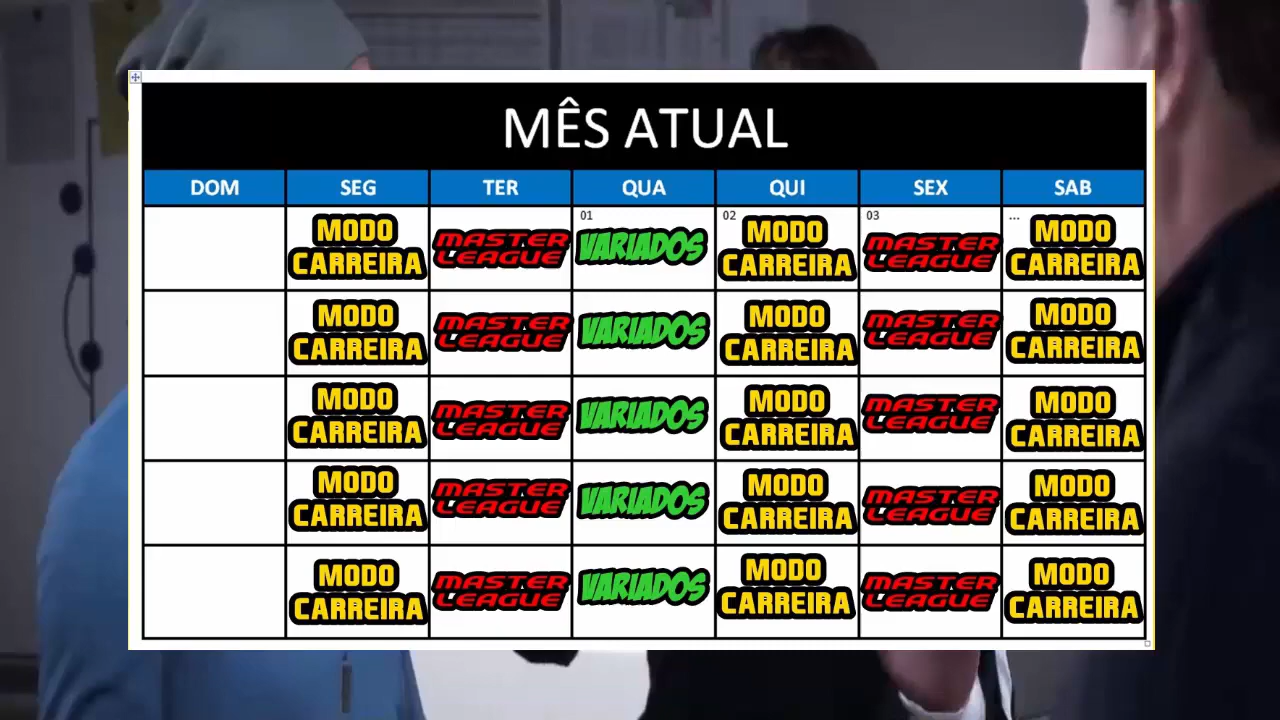 MÊS ATUAL
DOM SEG TER QUA QUI SEX SAB
01 02 03 ...
MODO CARREIRA MASTER LEAGUE VARIADOS MODO CARREIRA MASTER LEAGUE MODO CARREIRA
MODO CARREIRA MASTER LEAGUE VARIADOS MODO CARREIRA MASTER LEAGUE MODO CARREIRA
MODO CARREIRA MASTER LEAGUE VARIADOS MODO CARREIRA MASTER LEAGUE MODO CARREIRA
MODO CARREIRA MASTER LEAGUE VARIADOS MODO CARREIRA MASTER LEAGUE MODO CARREIRA
MODO CARREIRA MASTER LEAGUE VARIADOS MODO CARREIRA MASTER LEAGUE MODO CARREIRA